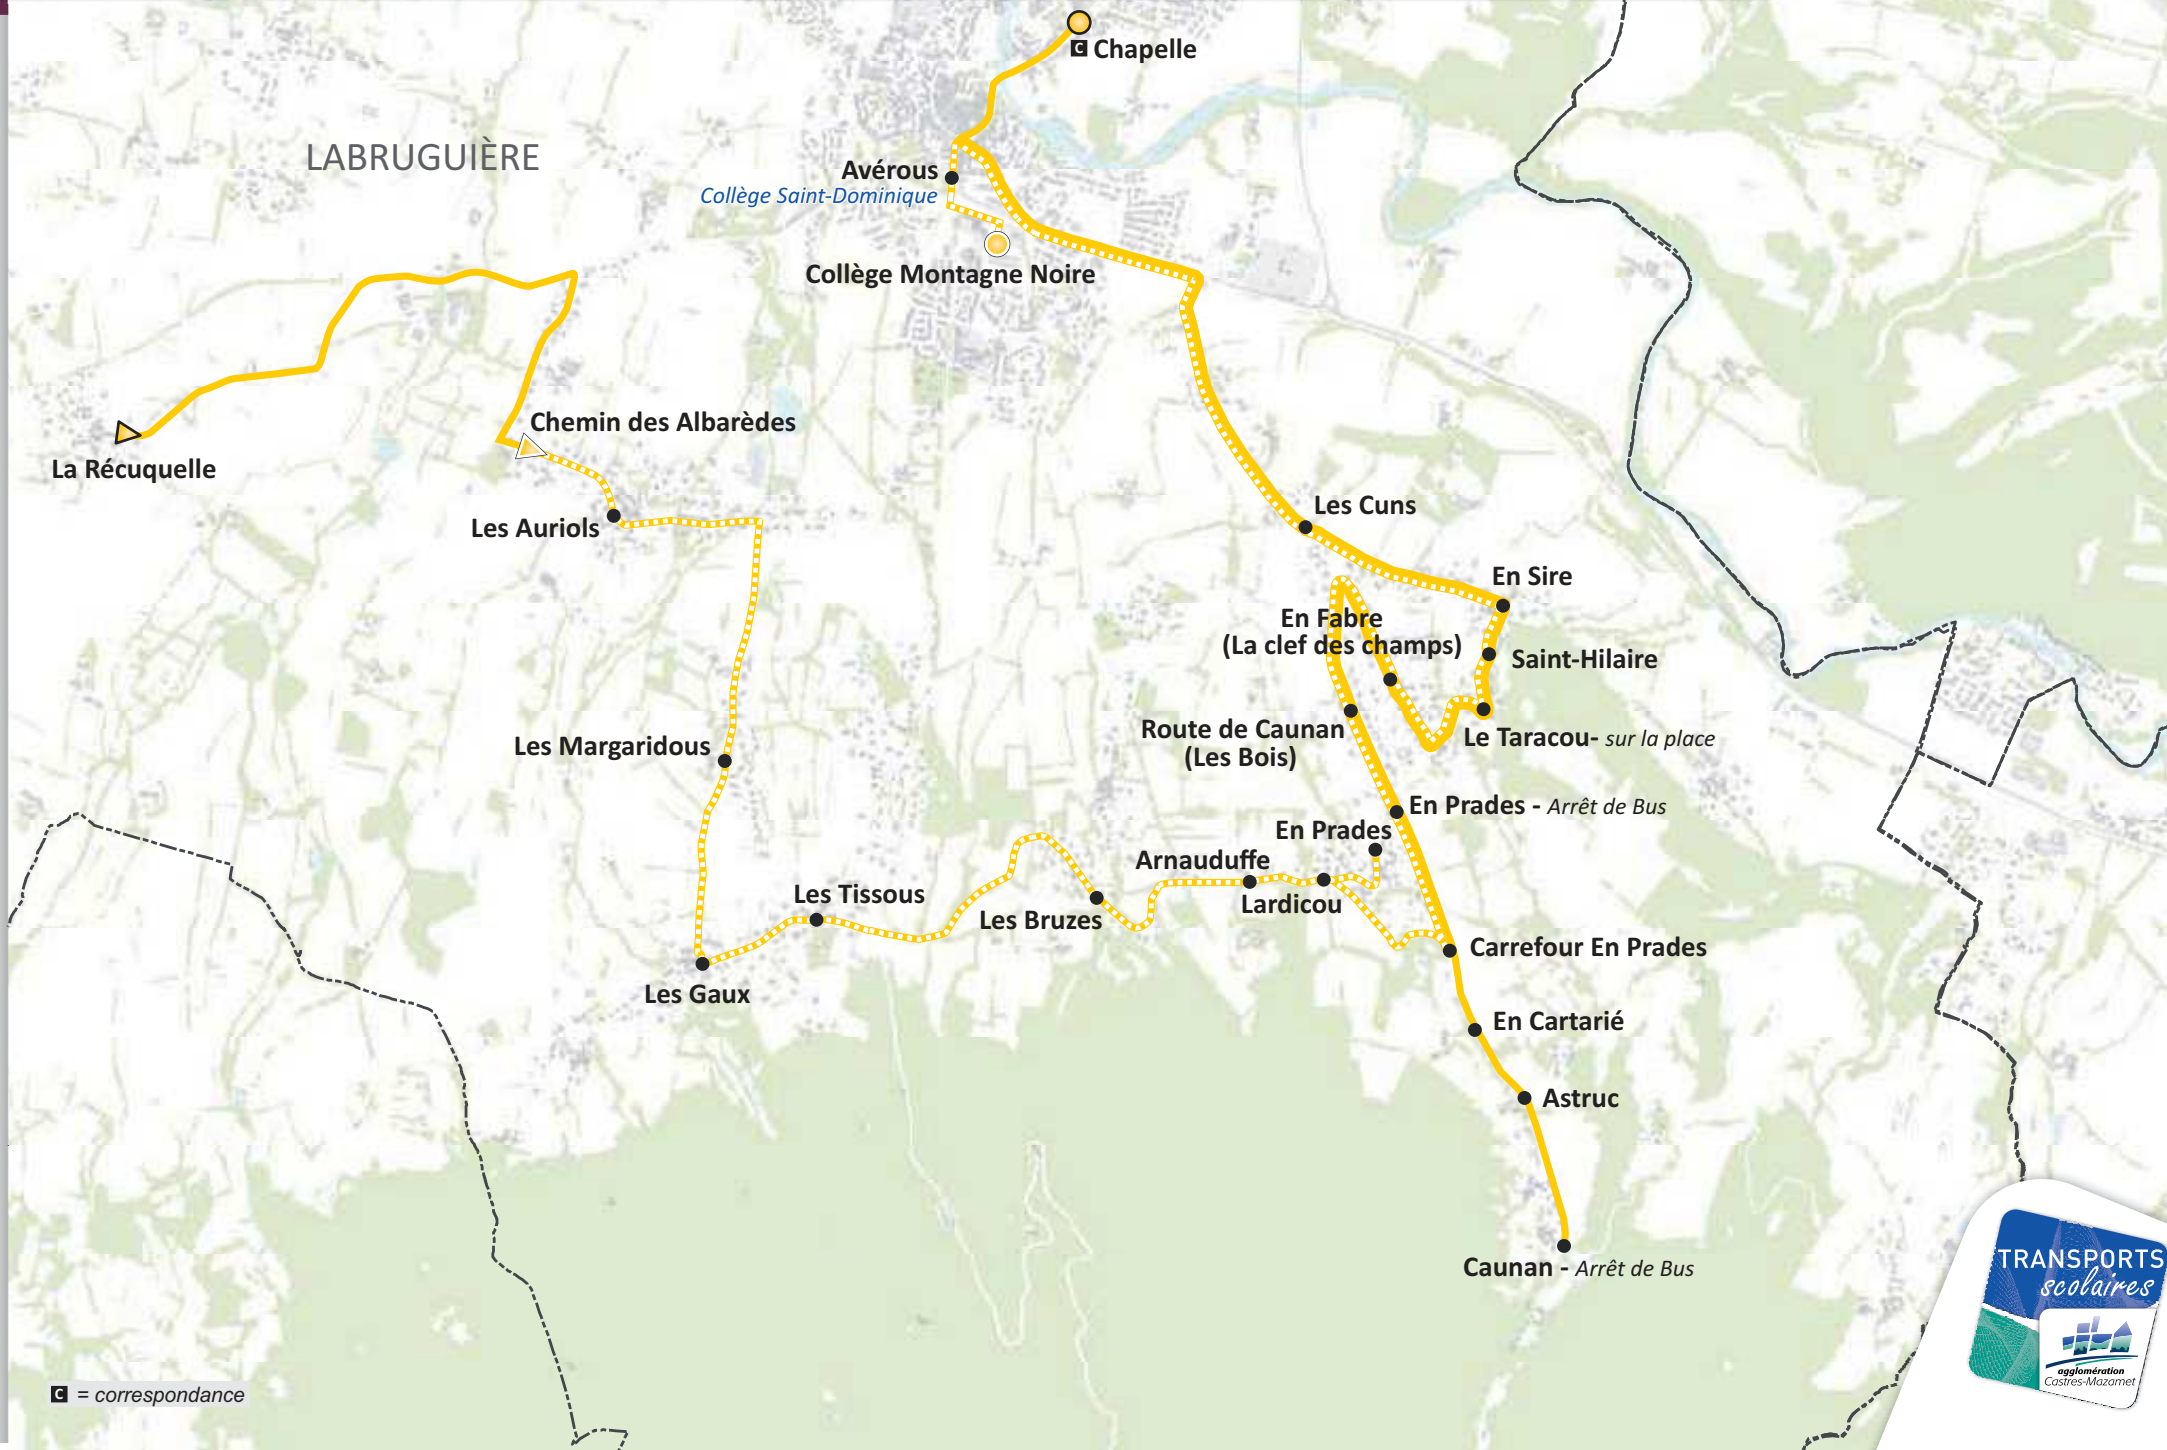 C Chapelle
LABRUGUIÈRE
Avérous
Collège Saint-Dominique
Collège Montagne Noire
Chemin des Albarèdes
La Récuquelle
Les Auriols
Les Cuns
En Sire
En Fabre
(La clef des champs)
Saint-Hilaire
Route de Caunan
(Les Bois)
Le Taracou- sur la place
Les Margaridous
En Prades - Arrêt de Bus
En Prades
Arnauduffe
Lardicou
Les Tissous
Les Bruzes
Carrefour En Prades
Les Gaux
En Cartarié
Astruc
Caunan - Arrêt de Bus
TRANSPORTS
scolaires
agglomération
Castres-Mazamet
C = correspondance